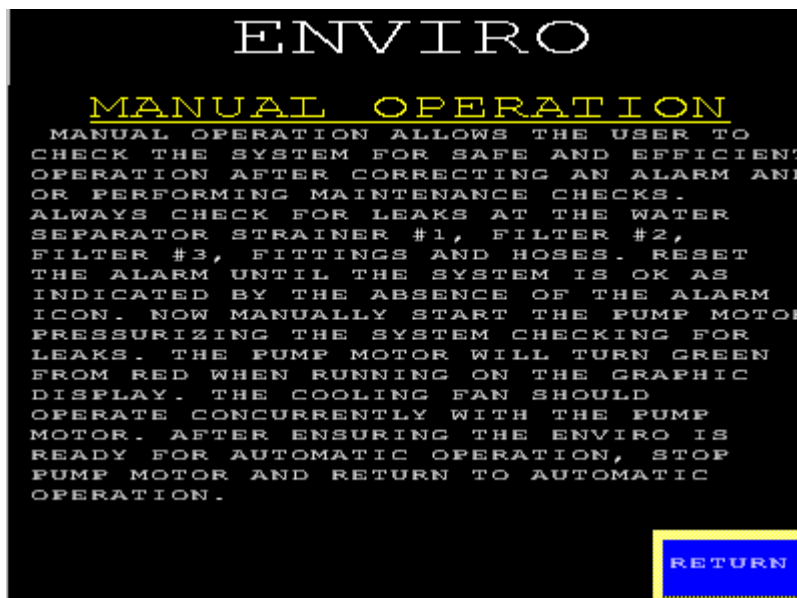 ENVIRO
MANUAL OPERATION
MANUAL OPERATION ALLOWS THE USER TO
CHECK THE SYSTEM FOR SAFE AND EFFICIENT
OPERATION AFTER CORRECTING AN ALARM AND
OR PERFORMING MAINTENANCE CHECKS.
ALWAYS CHECK FOR LEAKS AT THE WATER
SEPARATOR STRAINER #1, FILTER #2,
FILTER #3, FITTINGS AND HOSES. RESET
THE ALARM UNTIL THE SYSTEM IS OK AS
INDICATED BY THE ABSENCE OF THE ALARM
ICON. NOW MANUALLY START THE PUMP MOTOR
PRESSURIZING THE SYSTEM CHECKING FOR
LEAKS. THE PUMP MOTOR WILL TURN GREEN
FROM RED WHEN RUNNING ON THE GRAPHIC
DISPLAY. THE COOLING FAN SHOULD
OPERATE CONCURRENTLY WITH THE PUMP
MOTOR. AFTER ENSURING THE ENVIRO IS
READY FOR AUTOMATIC OPERATION, STOP
PUMP MOTOR AND RETURN TO AUTOMATIC
OPERATION.
RETURN